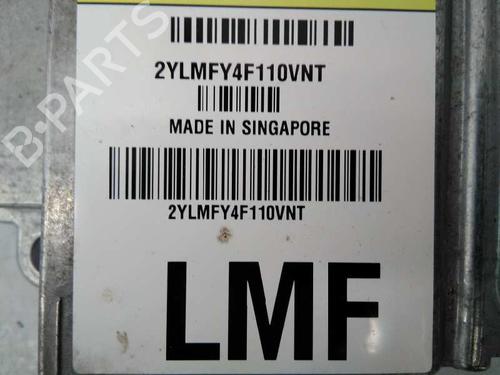 2YLMFY4F110VNT
MADE IN SINGAPORE
2YLMFY4F110VNT
LMF
B-PARTS